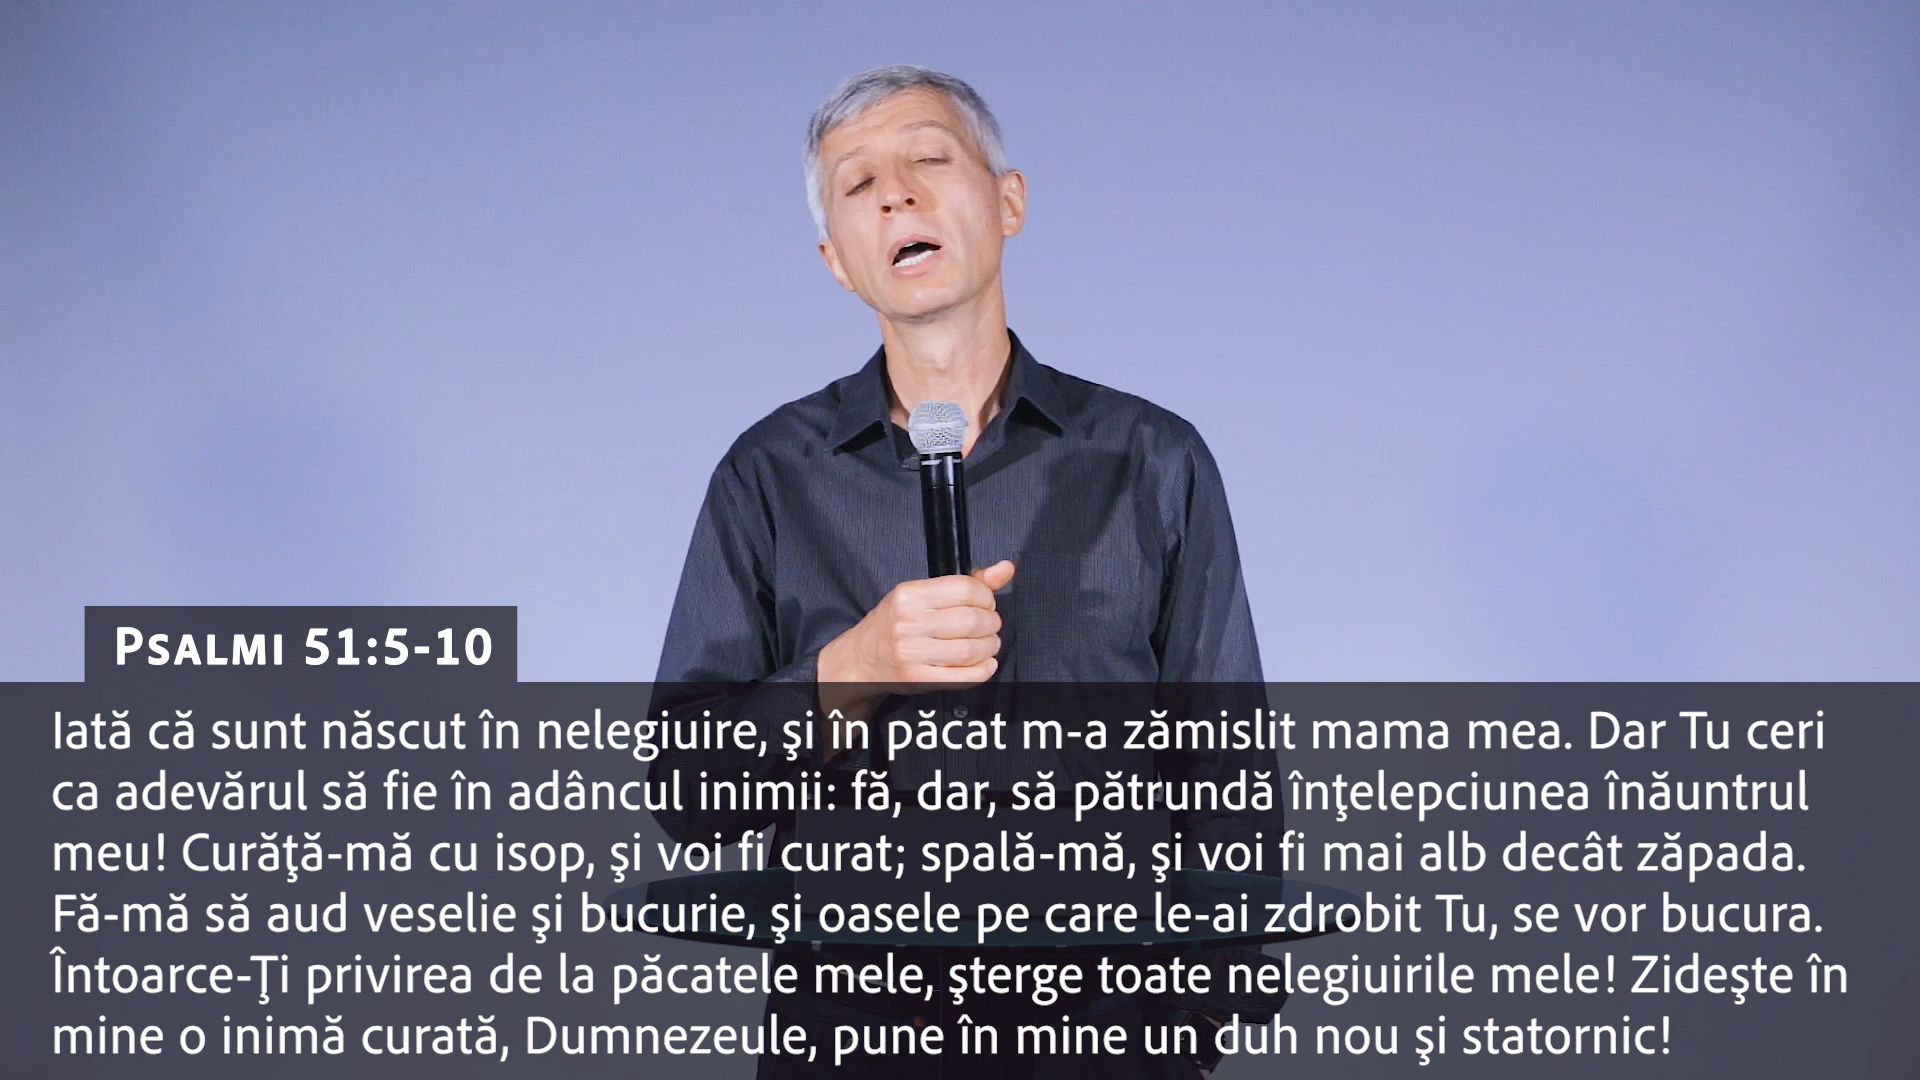 Psalmi 51:5-10
Iată că sunt născut în nelegiuire, şi în păcat m-a zămislit mama mea. Dar Tu ceri
ca adevărul să fie în adâncul inimii: fă, dar, să pătrundă înţelepciunea înăuntrul
meu! Curăţă-mă cu isop, şi voi fi curat; spală-mă, şi voi fi mai alb decât zăpada.
Fă-mă să aud veselie şi bucurie, şi oasele pe care le-ai zdrobit Tu, se vor bucura.
Întoarce-Ţi privirea de la păcatele mele, şterge toate nelegiuirile mele! Zideşte în
mine o inimă curată, Dumnezeule, pune în mine un duh nou şi statornic!